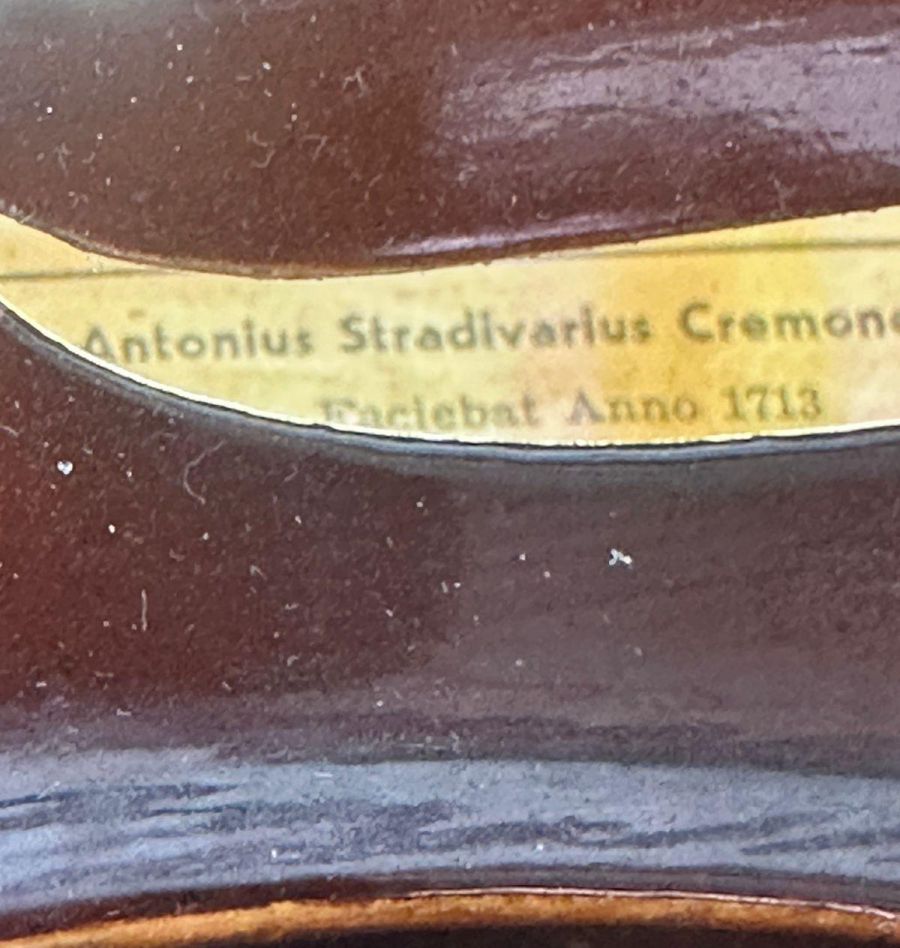 Antonius Stradivarius Cremone
Faciebat Anno 1713